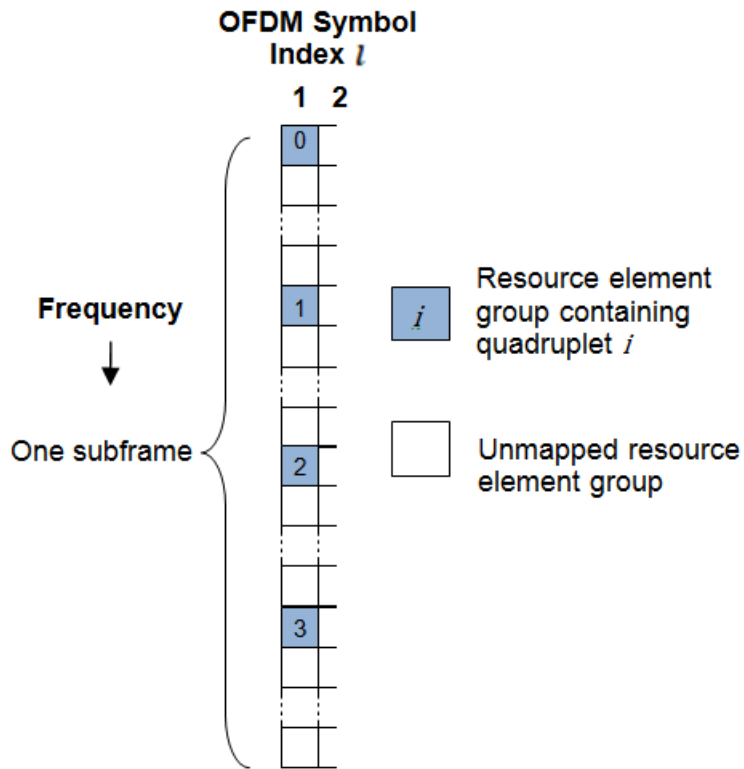 OFDM Symbol
Index l
1 2
0
1
2
3
Frequency
One subframe
i
Resource element
group containing
quadruplet i
Unmapped resource
element group